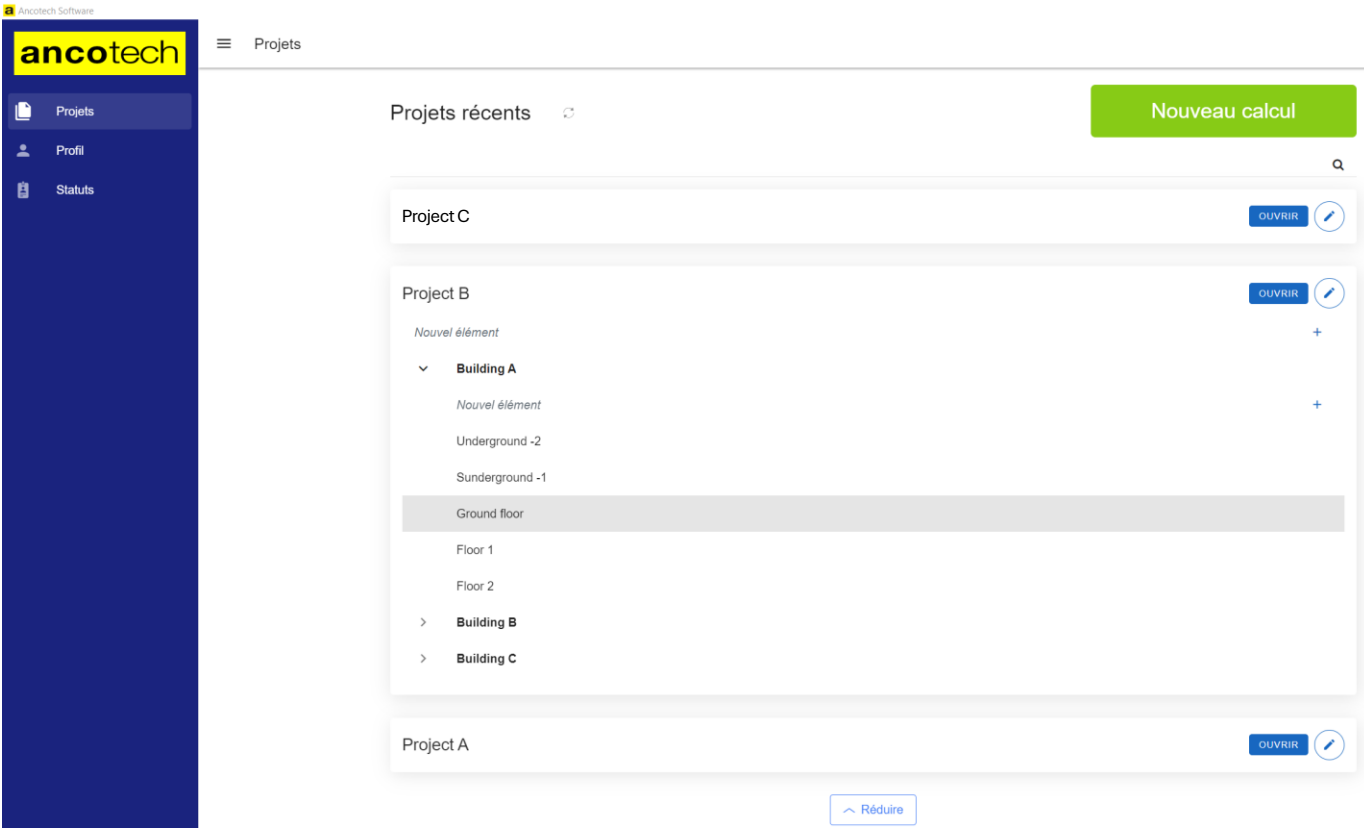 a Ancotech Software
ancotech
Projets
Projets
Profil
Statuts
Projets récents
Nouveau calcul
Project C
OUVRIR
Project B
OUVRIR
Nouvel élément
+
Building A
Nouvel élément
+
Underground -2
Sunderground -1
Ground floor
Floor 1
Floor 2
Building B
Building C
Project A
OUVRIR
Réduire